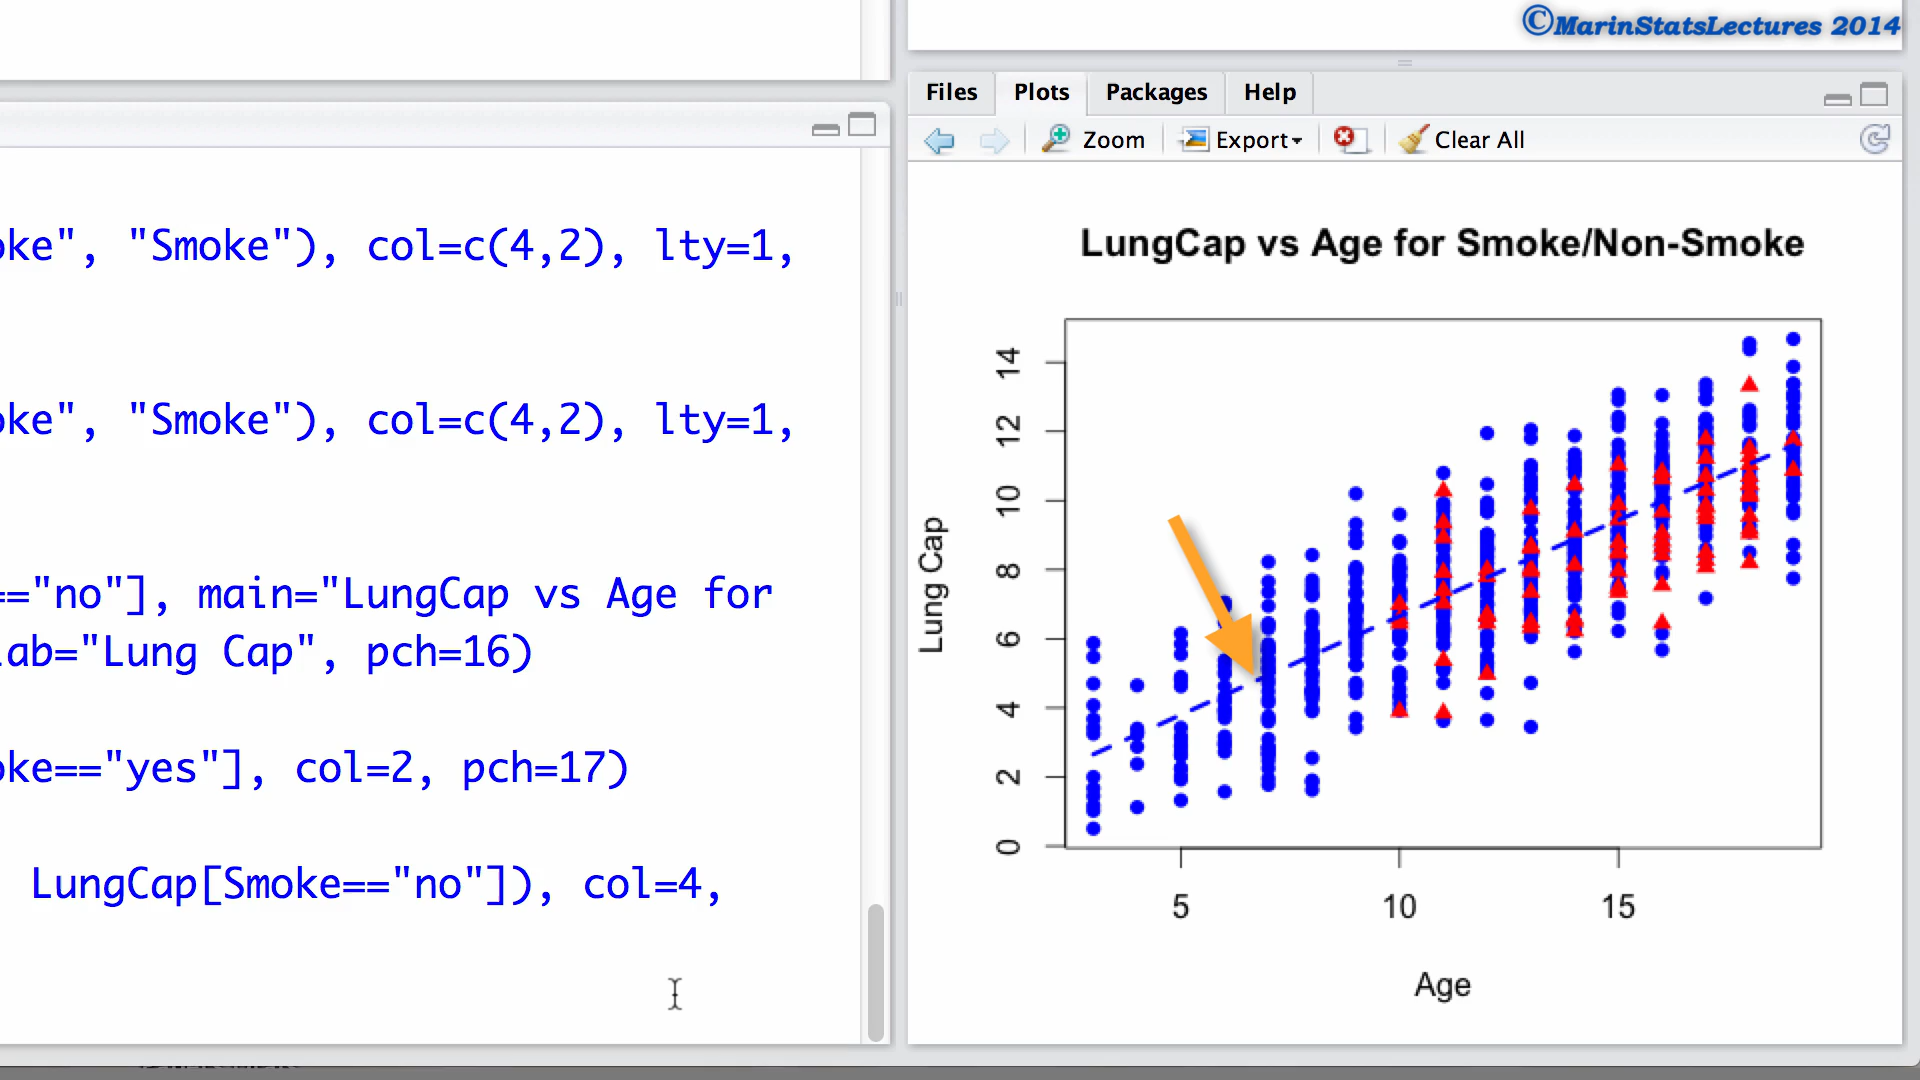 ©MarinStatsLectures 2014
Files Plots Packages Help
Zoom Export Clear All
ke", "Smoke"), col=c(4,2), lty=1,
ke", "Smoke"), col=c(4,2), lty=1,
=="no"], main="LungCap vs Age for
ab="Lung Cap", pch=16)
ke=="yes"], col=2, pch=17)
LungCap[Smoke=="no"]), col=4,
LungCap vs Age for Smoke/Non-Smoke
Lung Cap
14
12
10
8
6
4
2
0
5 10 15
Age